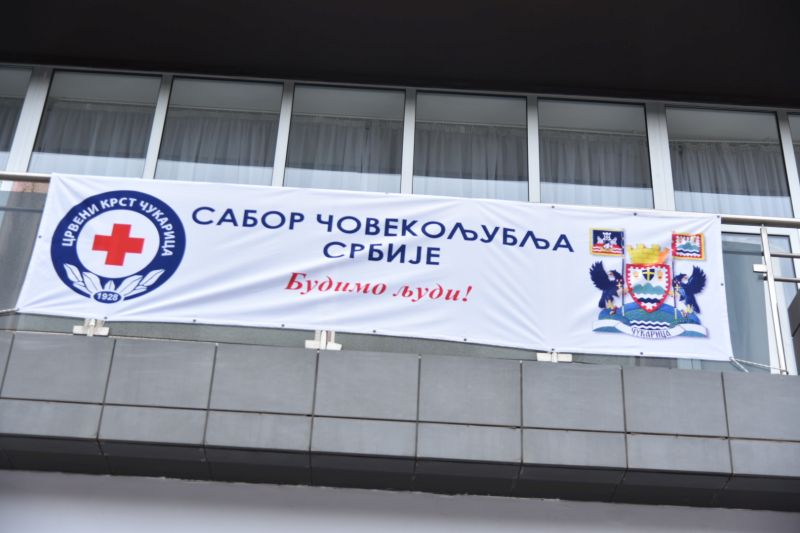 ЦРВЕНИ КРСТ ЧУКАРИЦА
1928
САБОР ЧОВЕКОЉУБЉА
СРБИЈЕ
Будимо људи!
ЧУКАРИЦА